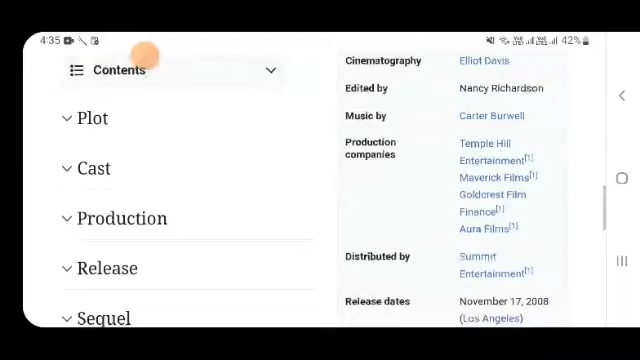 4:35
42%
Contents
Plot
Cast
Production
Release
Sequel
Cinematography Elliot Davis
Edited by Nancy Richardson
Music by Carter Burwell
Production companies Temple Hill
Entertainment[1]
Maverick Films[1]
Goldcrest Film
Finance[1]
Aura Films[1]
Distributed by Summit
Entertainment[1]
Release dates November 17, 2008
(Los Angeles)